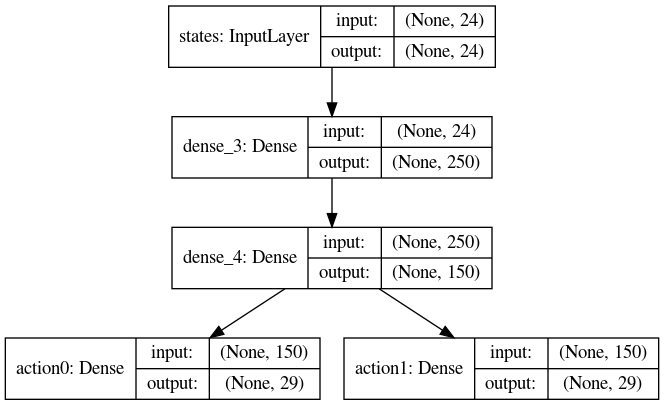 states: InputLayer input: (None, 24)
output: (None, 24)
dense_3: Dense input: (None, 24)
output: (None, 250)
dense_4: Dense input: (None, 250)
output: (None, 150)
action0: Dense input: (None, 150)
output: (None, 29)
action1: Dense input: (None, 150)
output: (None, 29)